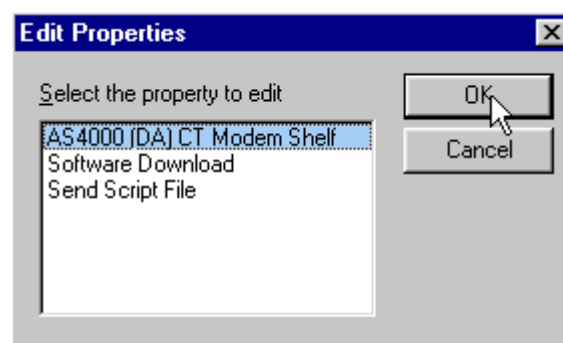 Edit Properties
Select the property to edit
AS4000 (DA) CT Modem Shelf
Software Download
Send Script File
OK
Cancel